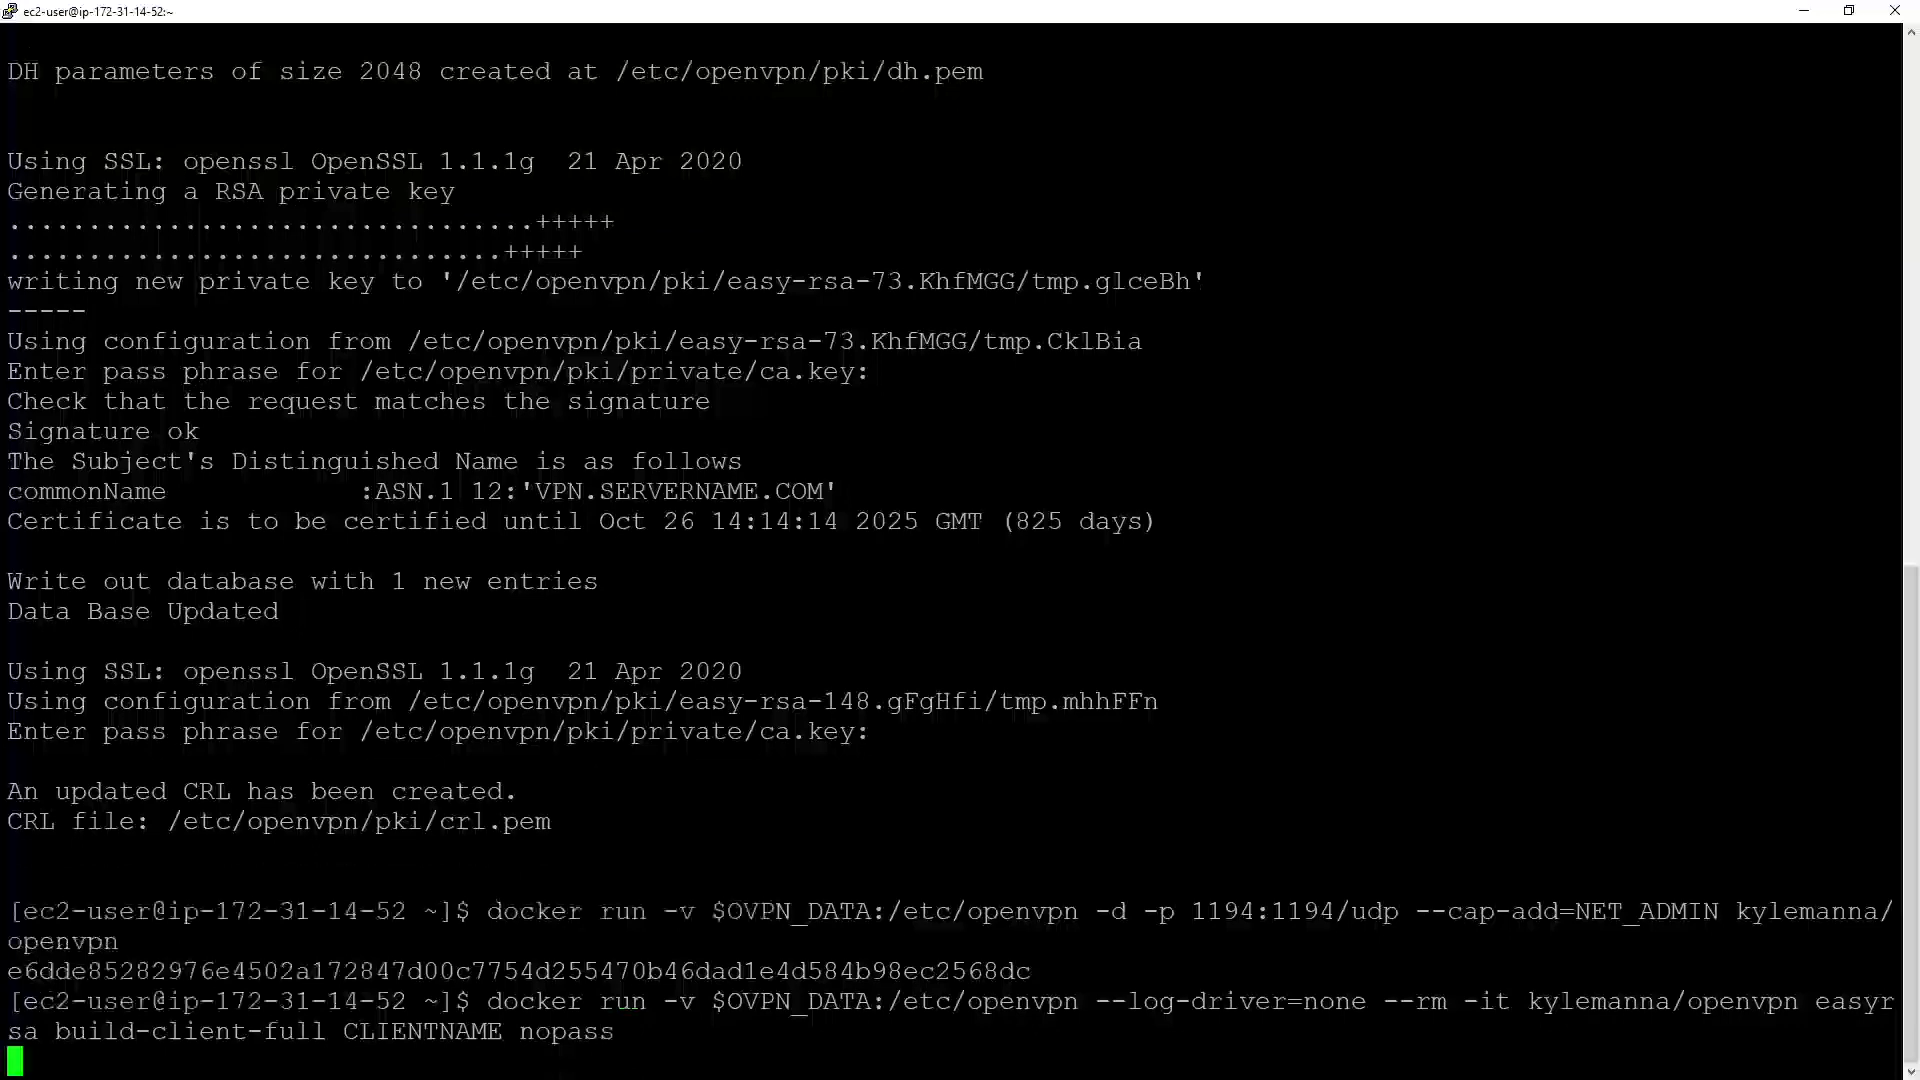 ec2-user@ip-172-31-14-52:~
DH parameters of size 2048 created at /etc/openvpn/pki/dh.pem
Using SSL: openssl OpenSSL 1.1.1g  21 Apr 2020
Generating a RSA private key
.................................+++++
...............................+++++
writing new private key to '/etc/openvpn/pki/easy-rsa-73.KhfMGG/tmp.glceBh'
-----
Using configuration from /etc/openvpn/pki/easy-rsa-73.KhfMGG/tmp.CklBia
Enter pass phrase for /etc/openvpn/pki/private/ca.key:
Check that the request matches the signature
Signature ok
The Subject's Distinguished Name is as follows
commonName            :ASN.1 12:'VPN.SERVERNAME.COM'
Certificate is to be certified until Oct 26 14:14:14 2025 GMT (825 days)
Write out database with 1 new entries
Data Base Updated
Using SSL: openssl OpenSSL 1.1.1g  21 Apr 2020
Using configuration from /etc/openvpn/pki/easy-rsa-148.gFgHfi/tmp.mhhFFn
Enter pass phrase for /etc/openvpn/pki/private/ca.key:
An updated CRL has been created.
CRL file: /etc/openvpn/pki/crl.pem
[ec2-user@ip-172-31-14-52 ~]$ docker run -v $OVPN_DATA:/etc/openvpn -d -p 1194:1194/udp --cap-add=NET_ADMIN kylemanna/
openvpn
e6dde85282976e4502a172847d00c7754d255470b46dad1e4d584b98ec2568dc
[ec2-user@ip-172-31-14-52 ~]$ docker run -v $OVPN_DATA:/etc/openvpn --log-driver=none --rm -it kylemanna/openvpn easyr
sa build-client-full CLIENTNAME nopass